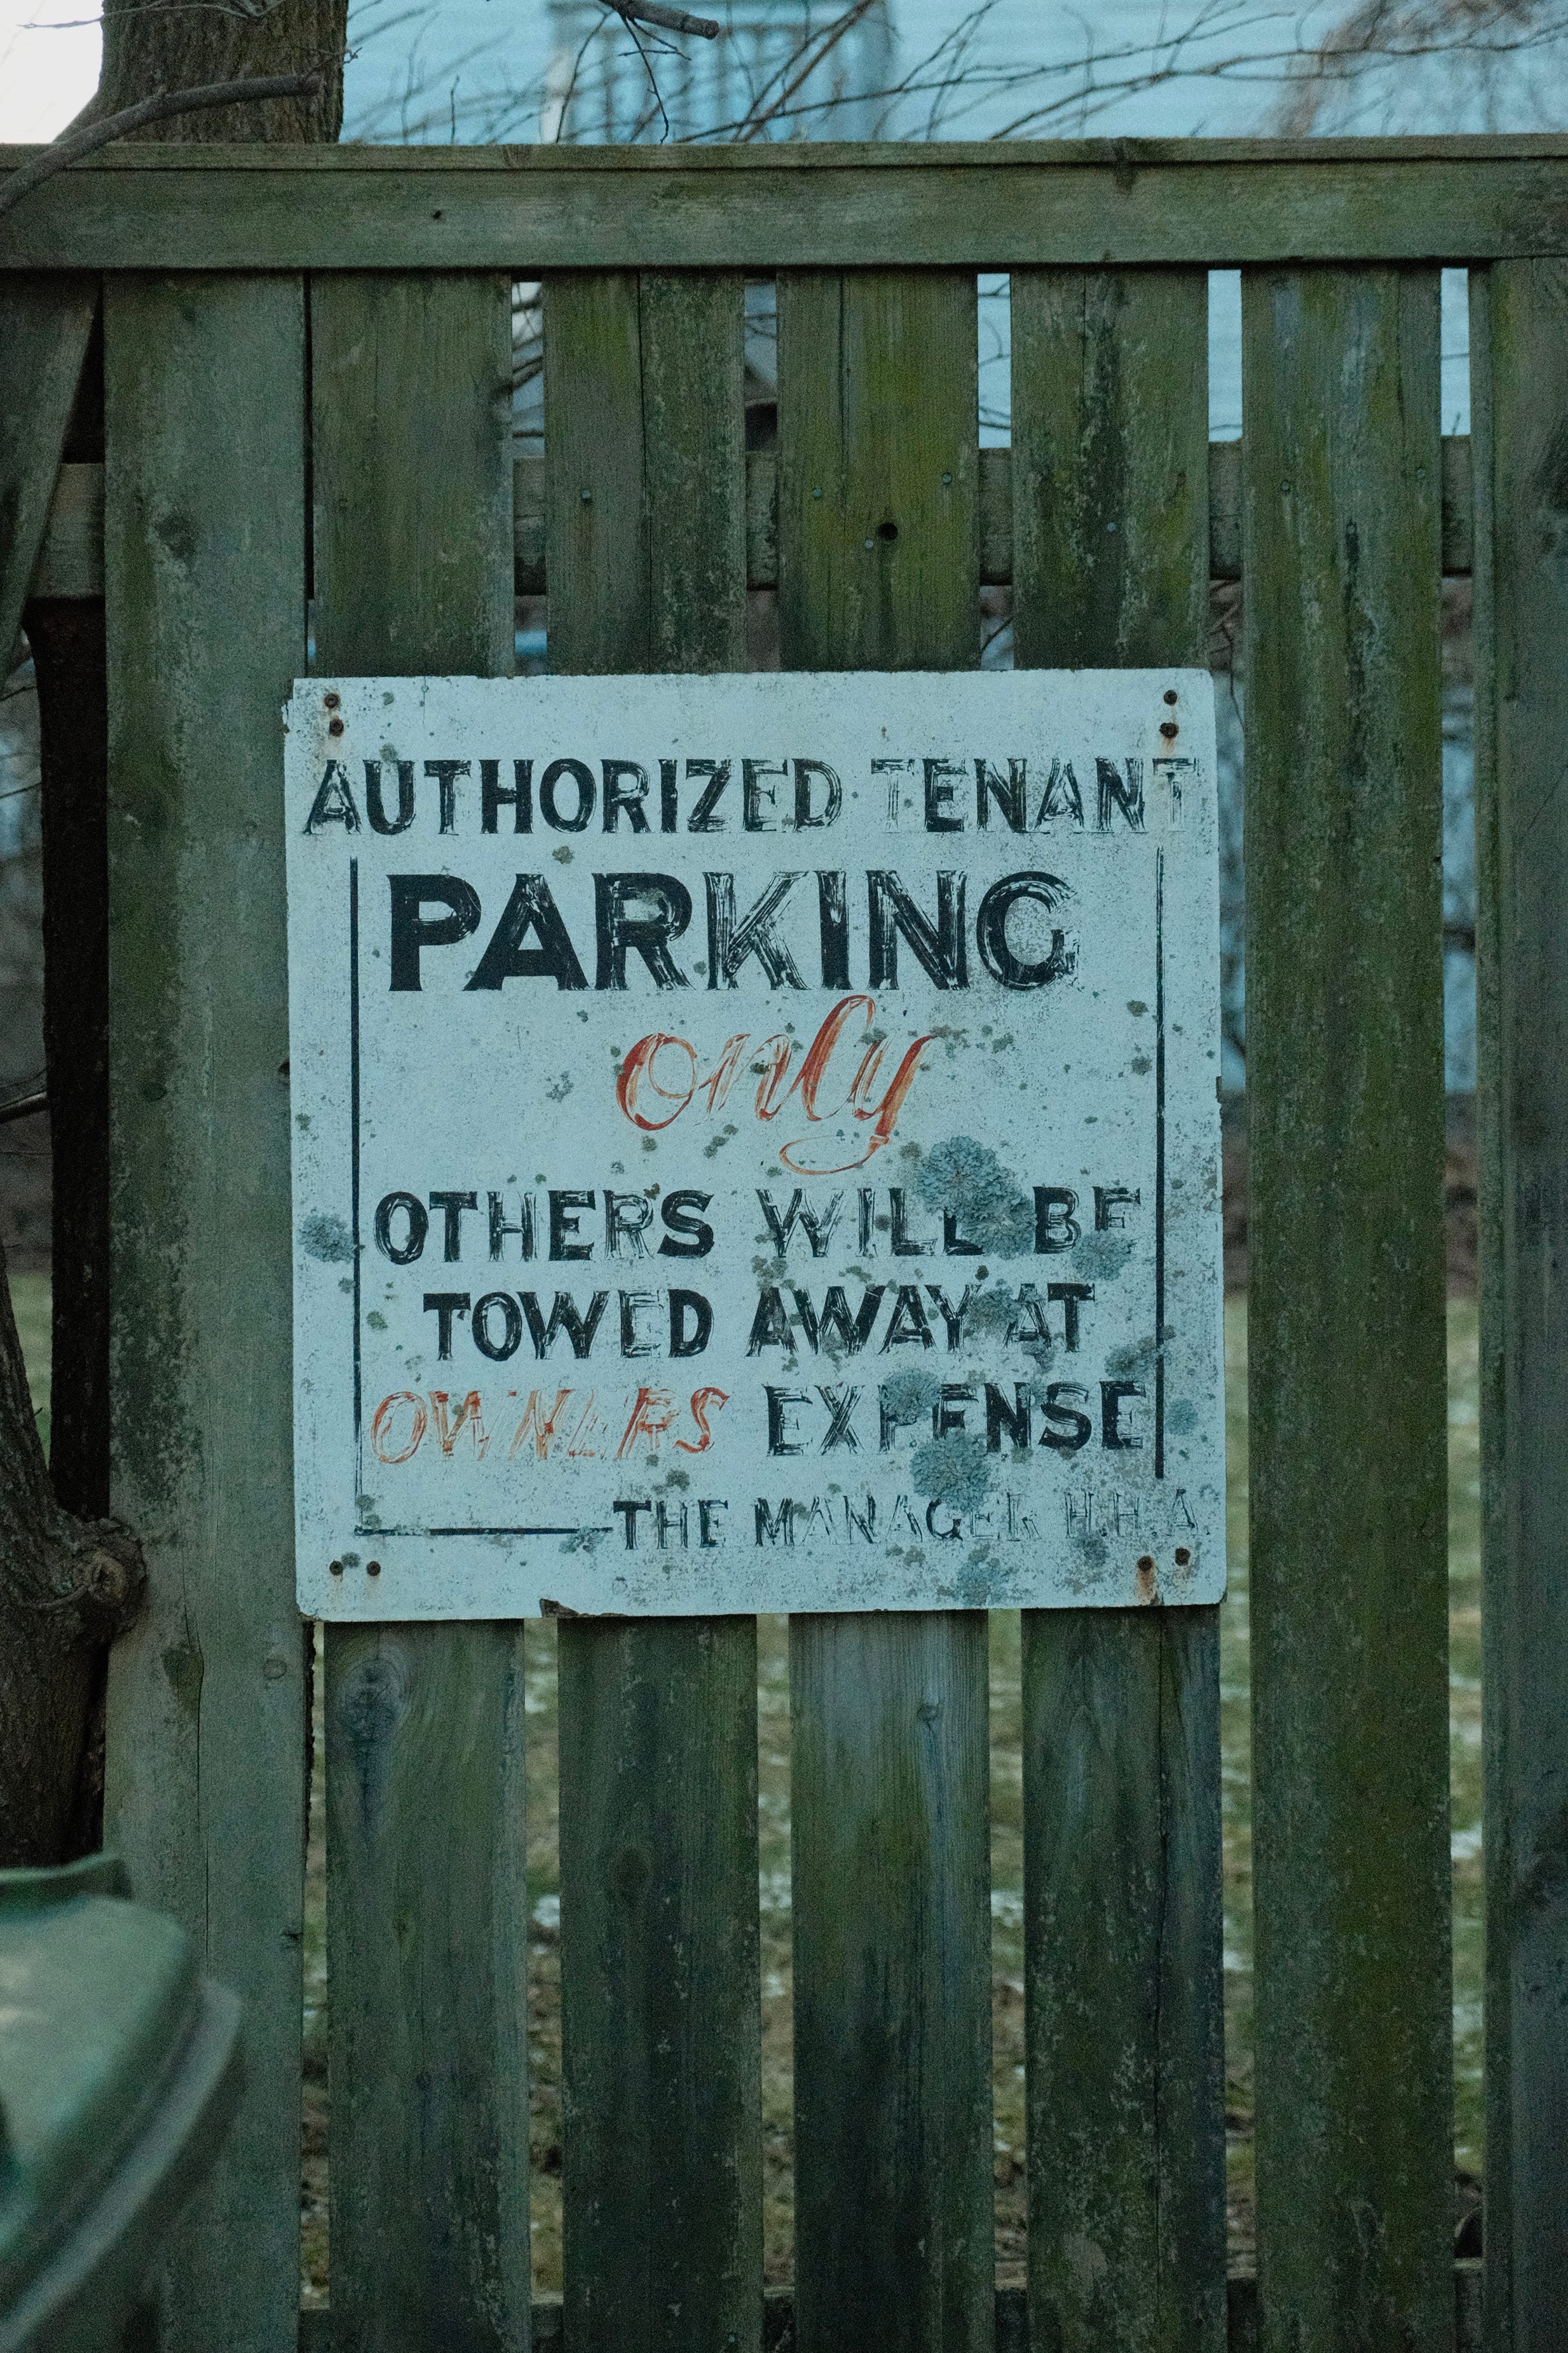 AUTHORIZED TENANT
PARKING
only
OTHERS WILL BE
TOWED AWAY AT
OWNERS EXPENSE
THE MANAGER H.H.A.